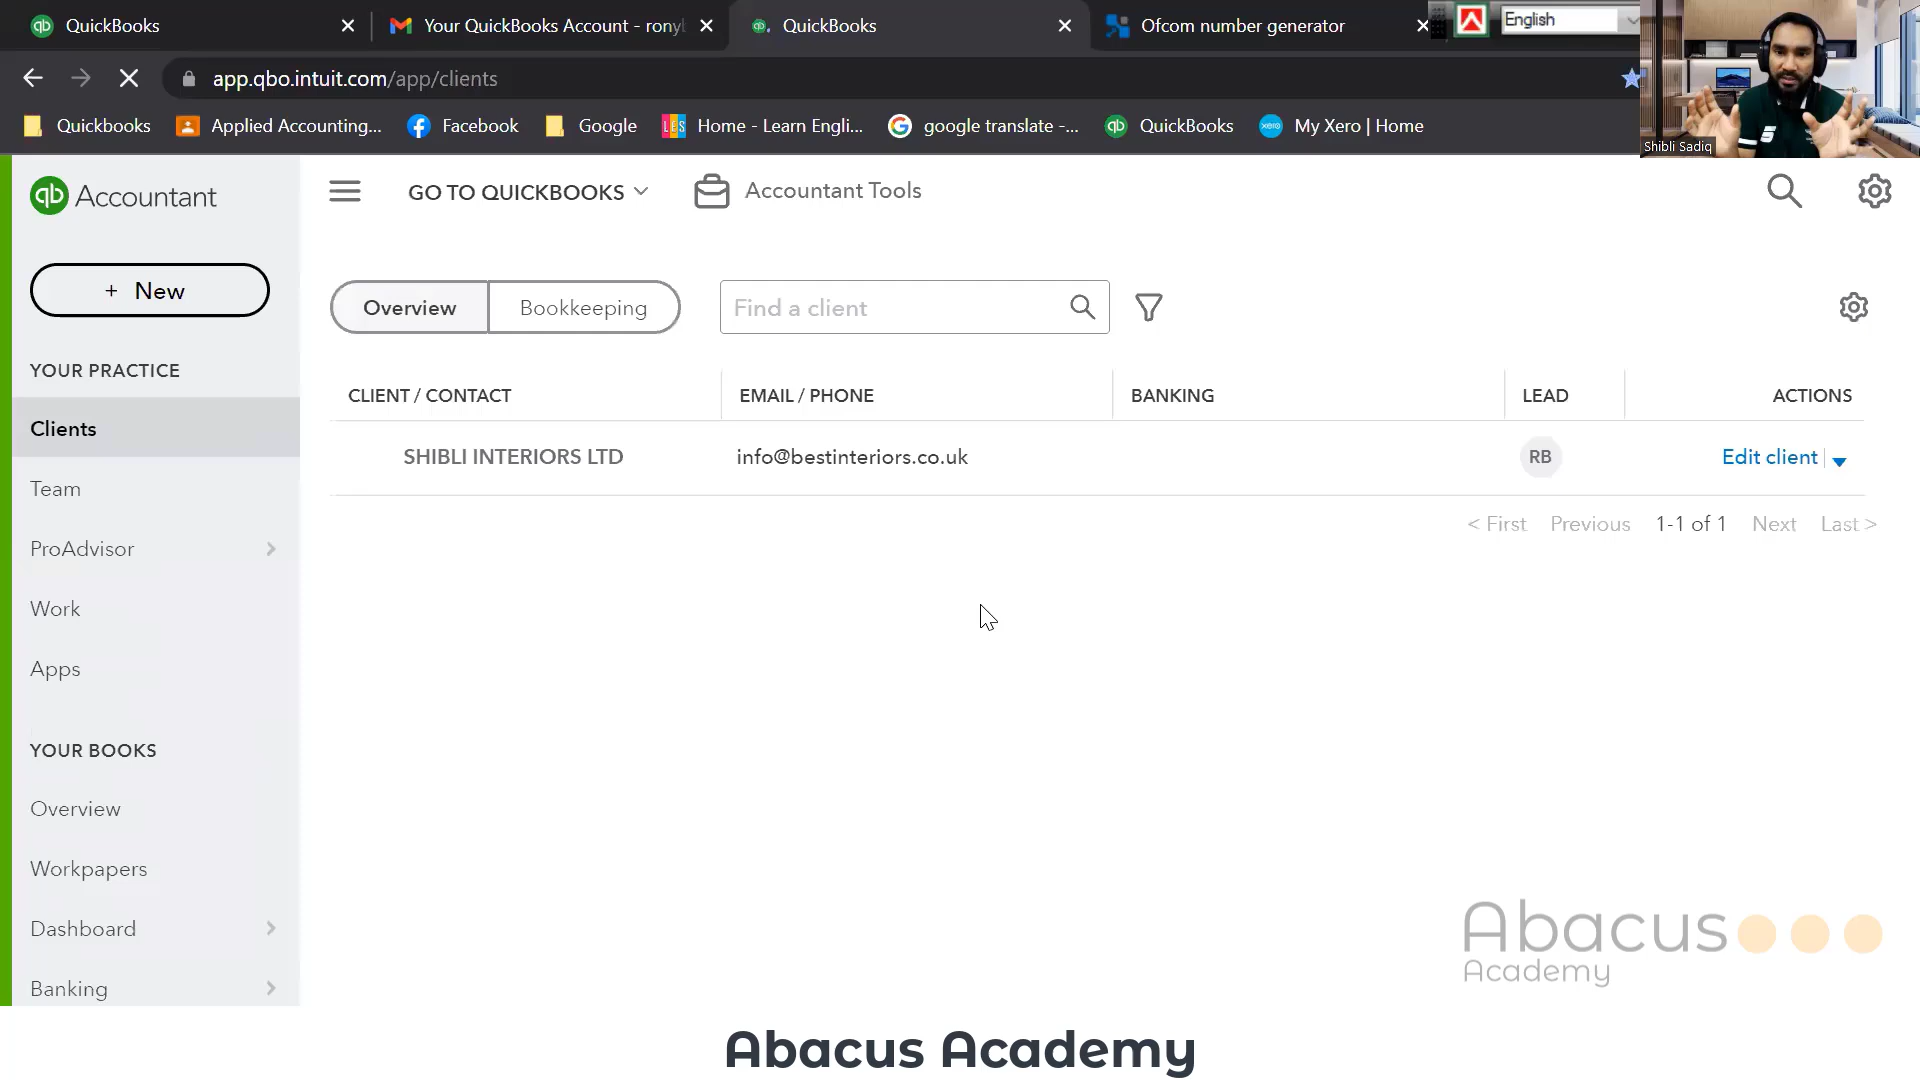 QuickBooks
Your QuickBooks Account - rony
QuickBooks
Ofcom number generator
English
app.qbo.intuit.com/app/clients
Quickbooks
Applied Accounting...
Facebook
Google
Home - Learn Engli...
google translate -...
QuickBooks
My Xero | Home
Shibli Sadiq
qb Accountant
GO TO QUICKBOOKS
Accountant Tools
+ New
Overview
Bookkeeping
Find a client
YOUR PRACTICE
CLIENT / CONTACT
EMAIL / PHONE
BANKING
LEAD
ACTIONS
Clients
SHIBLI INTERIORS LTD
info@bestinteriors.co.uk
RB
Edit client
Team
< First Previous 1-1 of 1 Next Last >
ProAdvisor
Work
Apps
YOUR BOOKS
Overview
Workpapers
Dashboard
Banking
Abacus
Academy
Abacus Academy